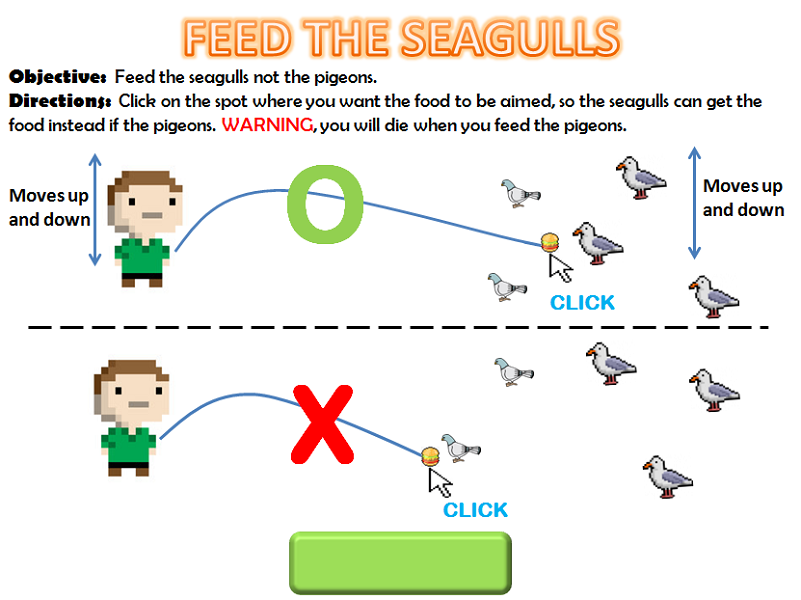 FEED THE SEAGULLS
Objective: Feed the seagulls not the pigeons.
Directions: Click on the spot where you want the food to be aimed, so the seagulls can get the
food instead if the pigeons. WARNING, you will die when you feed the pigeons.
Moves up
and down
O
Moves up
and down
CLICK
X
CLICK